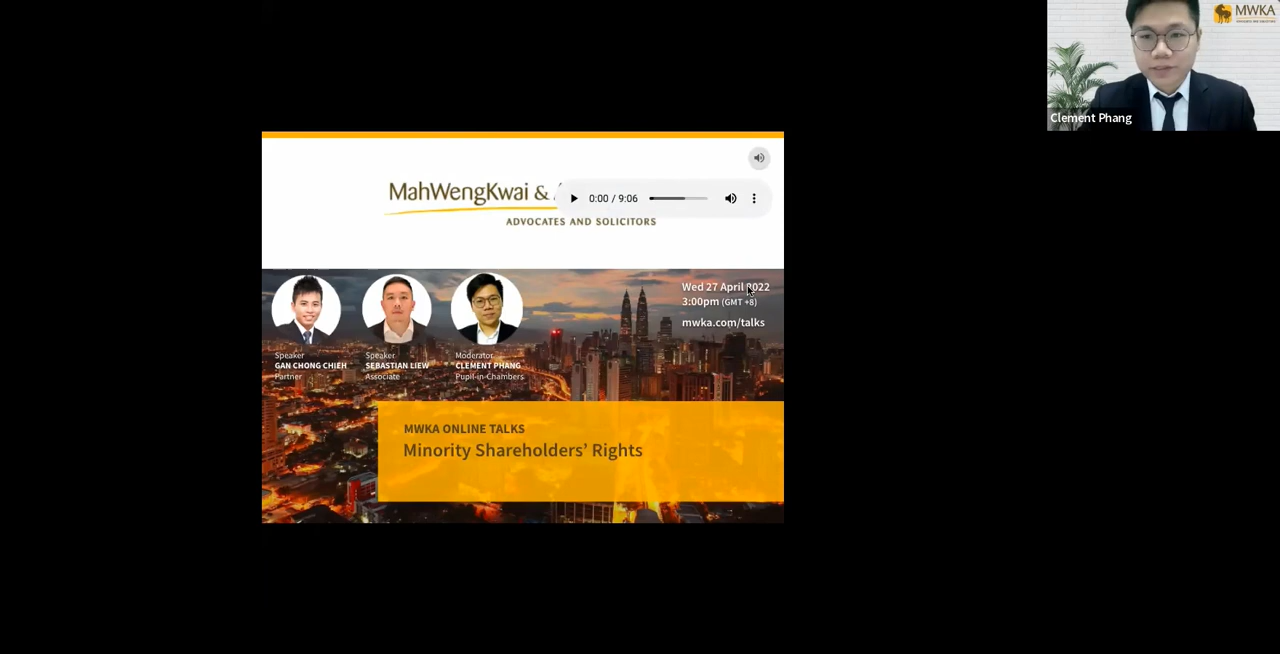 MWKA
Clement Phang
MahWengKwai &
0:00 / 9:06
ADVOCATES AND SOLICITORS
Wed 27 April 2022
3:00pm (GMT +8)
mwka.com/talks
Speaker
GAN CHONG CHIEH
Partner
Speaker
SEBASTIAN LIEW
Associate
Moderator
CLEMENT PHANG
Pupil-in-Chambers
MWKA ONLINE TALKS
Minority Shareholders’ Rights